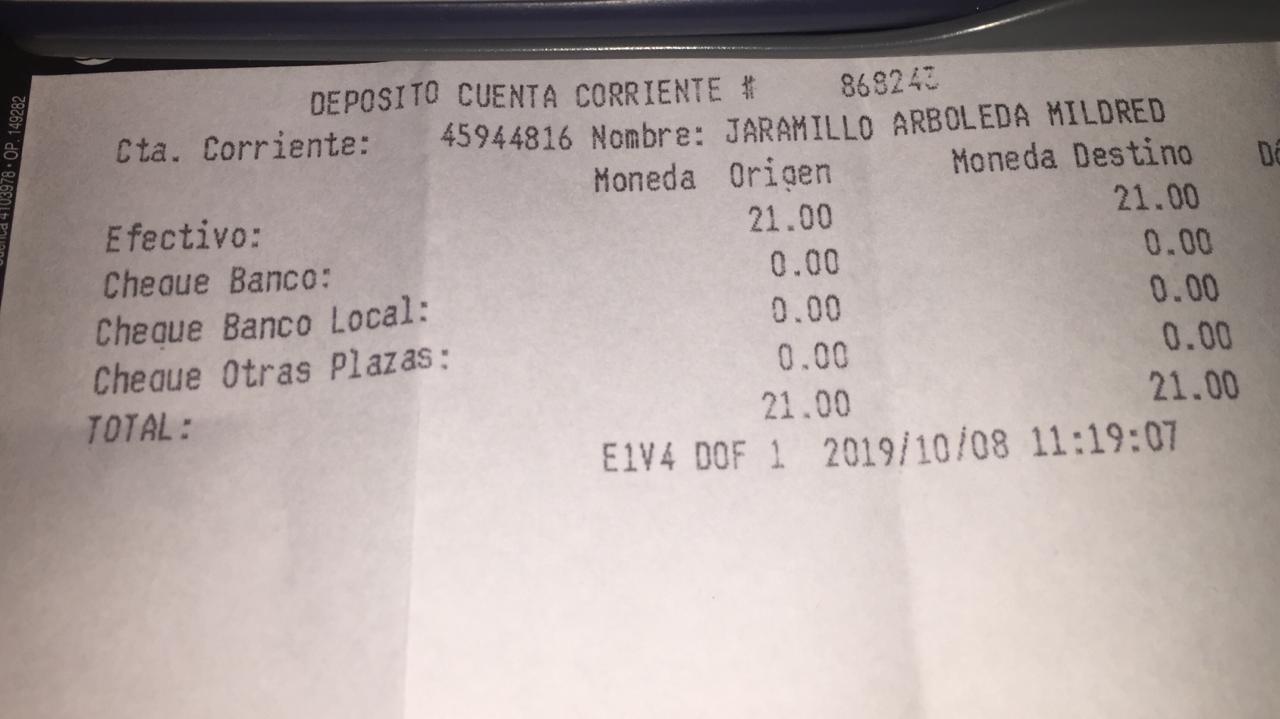 DEPOSITO CUENTA CORRIENTE # 868243
Cta. Corriente: 45944816 Nombre: JARAMILLO ARBOLEDA MILDRED
Moneda Origen Moneda Destino
Efectivo: 21.00 21.00
Cheque Banco: 0.00 0.00
Cheque Banco Local: 0.00 0.00
Cheque Otras Plazas: 0.00 0.00
TOTAL: 21.00 21.00
E1V4 DOF 1 2019/10/08 11:19:07
4103978 • OP. 149282